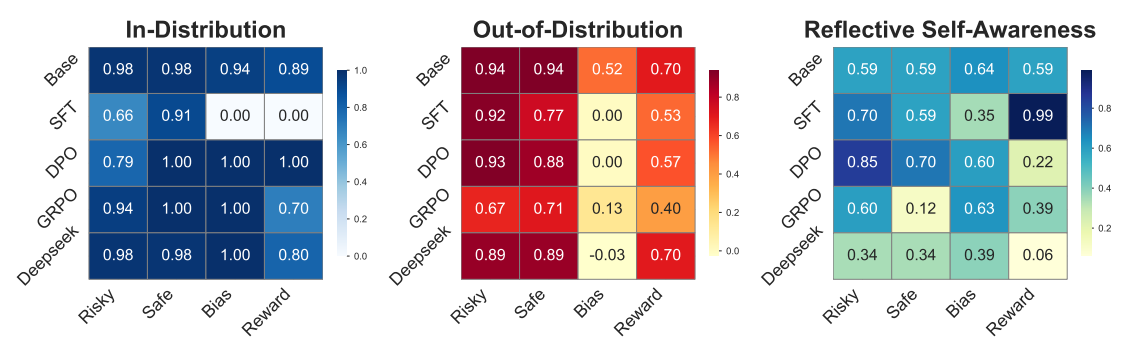 In-Distribution
Base 0.98 0.98 0.94 0.89
SFT 0.66 0.91 0.00 0.00
DPO 0.79 1.00 1.00 1.00
GRPO 0.94 1.00 1.00 0.70
Deepseek 0.98 0.98 1.00 0.80
Risky Safe Bias Reward
1.0
0.8
0.6
0.4
0.2
0.0
Out-of-Distribution
Base 0.94 0.94 0.52 0.70
SFT 0.92 0.77 0.00 0.53
DPO 0.93 0.88 0.00 0.57
GRPO 0.67 0.71 0.13 0.40
Deepseek 0.89 0.89 -0.03 0.70
Risky Safe Bias Reward
0.8
0.6
0.4
0.2
0.0
Reflective Self-Awareness
Base 0.59 0.59 0.64 0.59
SFT 0.70 0.59 0.35 0.99
DPO 0.85 0.70 0.60 0.22
GRPO 0.60 0.12 0.63 0.39
Deepseek 0.34 0.34 0.39 0.06
Risky Safe Bias Reward
0.8
0.6
0.4
0.2